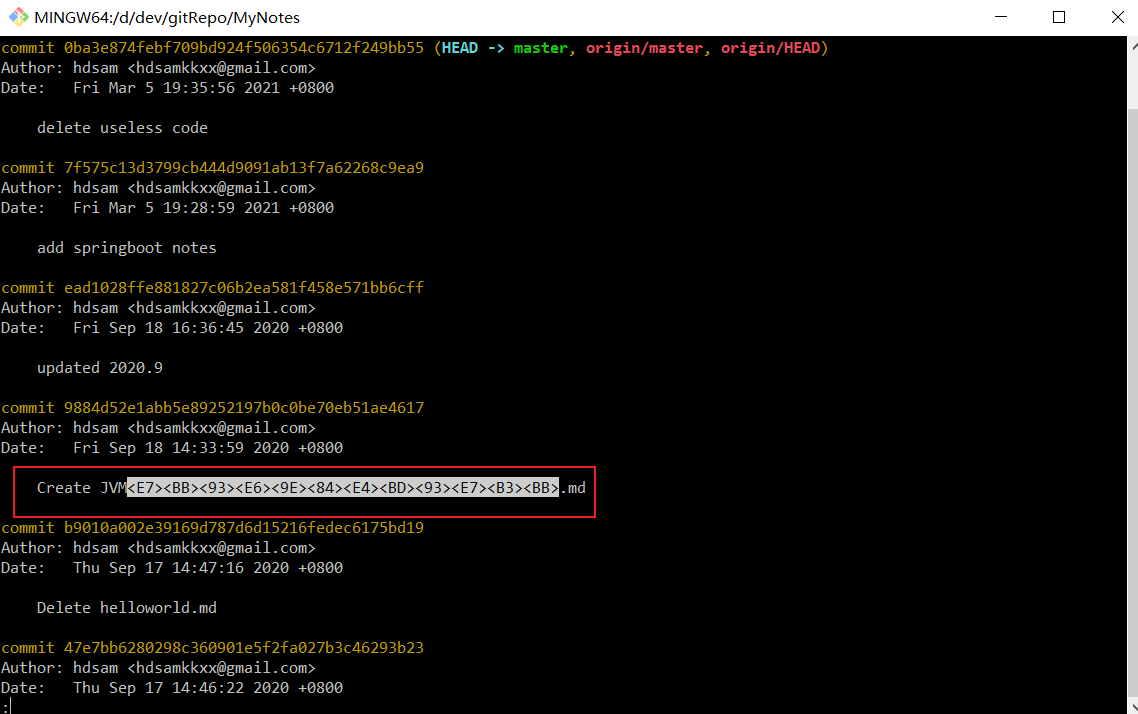 MINGW64:/d/dev/gitRepo/MyNotes
commit 0ba3e874febf709bd924f506354c6712f249bb55 (HEAD -> master, origin/master, origin/HEAD)
Author: hdsam <hdsamkkxx@gmail.com>
Date:   Fri Mar 5 19:35:56 2021 +0800
delete useless code
commit 7f575c13d3799cb444d9091ab13f7a62268c9ea9
Author: hdsam <hdsamkkxx@gmail.com>
Date:   Fri Mar 5 19:28:59 2021 +0800
add springboot notes
commit ead1028ffe881827c06b2ea581f458e571bb6cff
Author: hdsam <hdsamkkxx@gmail.com>
Date:   Fri Sep 18 16:36:45 2020 +0800
updated 2020.9
commit 9884d52e1abb5e89252197b0c0be70eb51ae4617
Author: hdsam <hdsamkkxx@gmail.com>
Date:   Fri Sep 18 14:33:59 2020 +0800
Create JVM<E7><BB><93><E6><9E><84><E4><BD><93><E7><B3><BB>.md
commit b9010a002e39169d787d6d15216fedec6175bd19
Author: hdsam <hdsamkkxx@gmail.com>
Date:   Thu Sep 17 14:47:16 2020 +0800
Delete helloworld.md
commit 47e7bb6280298c360901e5f2fa027b3c46293b23
Author: hdsam <hdsamkkxx@gmail.com>
Date:   Thu Sep 17 14:46:22 2020 +0800
: